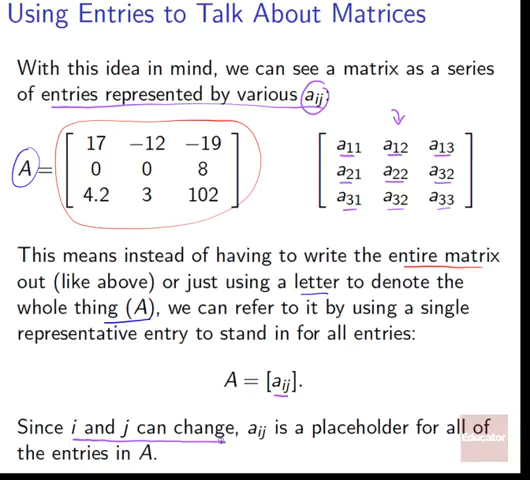 Using Entries to Talk About Matrices
With this idea in mind, we can see a matrix as a series
of entries represented by various aij:
A = [ 17 −12 −19
0 0 8
4.2 3 102 ]
[ a11 a12 a13
a21 a22 a32
a31 a32 a33 ]
This means instead of having to write the entire matrix
out (like above) or just using a letter to denote the
whole thing (A), we can refer to it by using a single
representative entry to stand in for all entries:
A = [aij].
Since i and j can change, aij is a placeholder for all of
the entries in A.
Educator